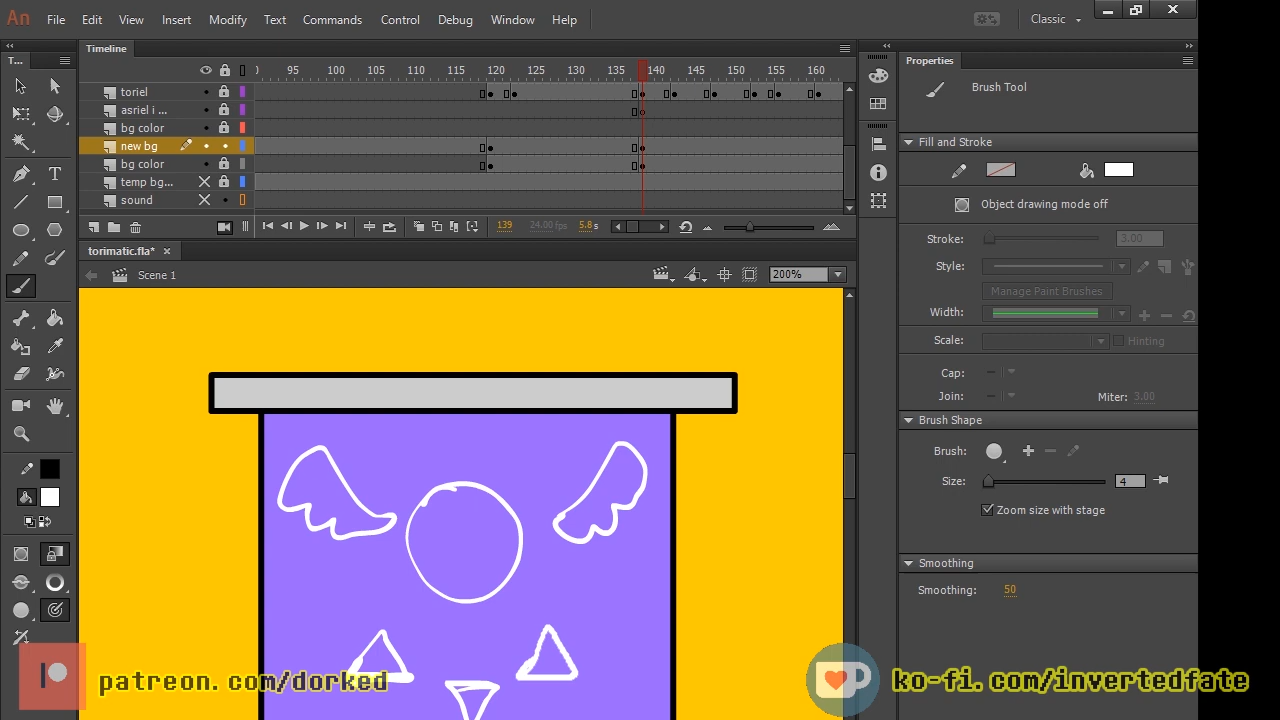 An File Edit View Insert Modify Text Commands Control Debug Window Help Classic
T...
Timeline
95 100 105 110 115 120 125 130 135 140 145 150 155 160
toriel
asriel i ...
bg color
new bg
bg color
temp bg...
sound
139 24.00 fps 5.8 s
torimatic.fla*
Scene 1
200%
Properties
Brush Tool
Fill and Stroke
Object drawing mode off
Stroke: 3.00
Style:
Manage Paint Brushes
Width:
Scale: Hinting
Cap:
Join: Miter: 3.00
Brush Shape
Brush:
Size: 4
Zoom size with stage
Smoothing
Smoothing: 50
patreon.com/dorked
ko-fi.com/invertedfate